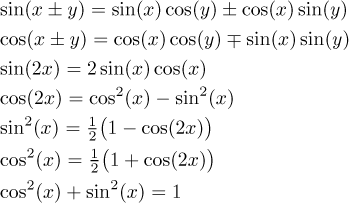 sin(x ± y) = sin(x) cos(y) ± cos(x) sin(y)
cos(x ± y) = cos(x) cos(y) ∓ sin(x) sin(y)
sin(2x) = 2 sin(x) cos(x)
cos(2x) = cos²(x) − sin²(x)
sin²(x) = ½(1 − cos(2x))
cos²(x) = ½(1 + cos(2x))
cos²(x) + sin²(x) = 1